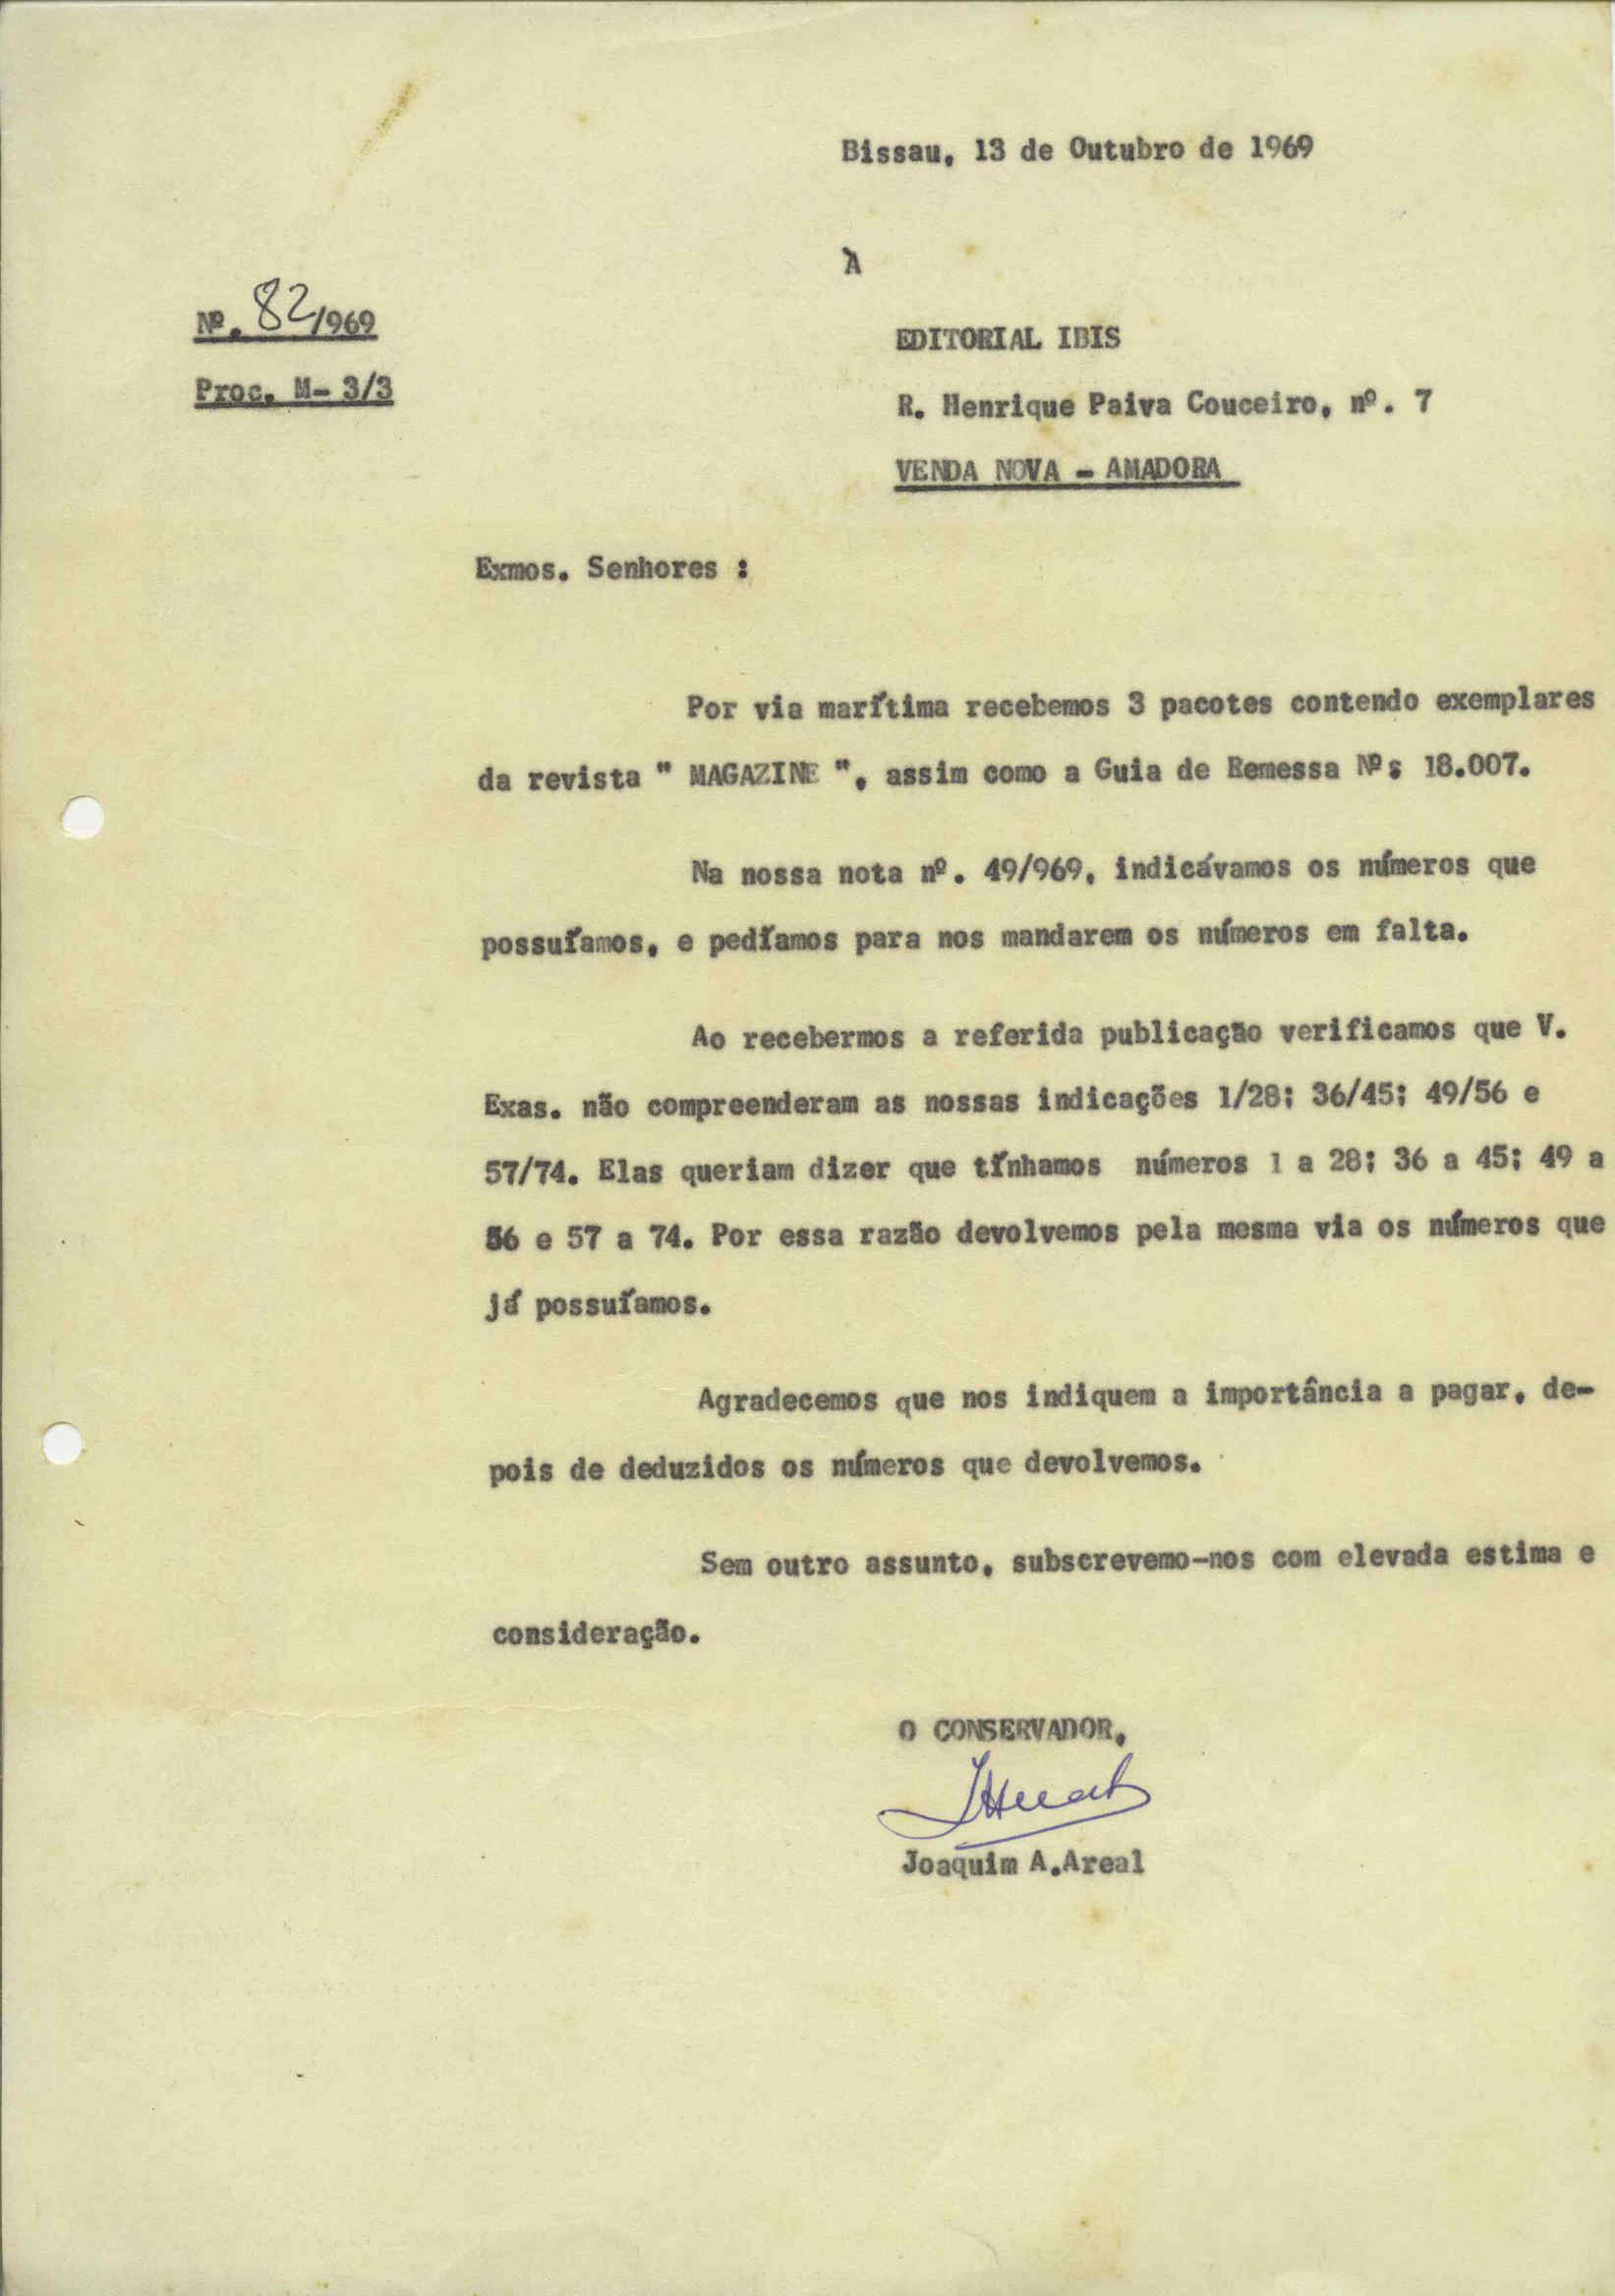 Bissau, 13 de Outubro de 1969
À
Nº. 82/969
EDITORIAL IBIS
Proc. M- 3/3
R. Henrique Paiva Couceiro, nº. 7
VENDA NOVA - AMADORA
Exmos. Senhores :
Por via marítima recebemos 3 pacotes contendo exemplares
da revista " MAGAZINE ", assim como a Guia de Remessa Nº: 18.007.
Na nossa nota nº. 49/969, indicávamos os números que
possuíamos, e pedíamos para nos mandarem os números em falta.
Ao recebermos a referida publicação verificamos que V.
Exas. não compreenderam as nossas indicações 1/28; 36/45; 49/56 e
57/74. Elas queriam dizer que tínhamos números 1 a 28; 36 a 45; 49 a
56 e 57 a 74. Por essa razão devolvemos pela mesma via os números que
já possuíamos.
Agradecemos que nos indiquem a importância a pagar, de-
pois de deduzidos os números que devolvemos.
Sem outro assunto, subscrevemo-nos com elevada estima e
consideração.
O CONSERVADOR,
Joaquim A.Areal